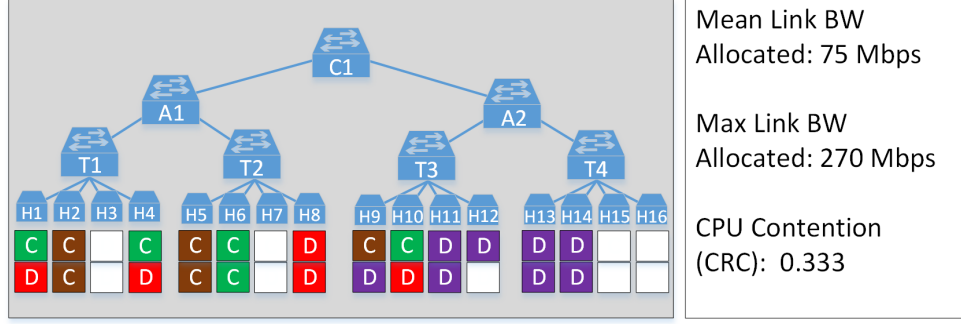 C1
A1 A2
T1 T2 T3 T4
H1 H2 H3 H4 H5 H6 H7 H8 H9 H10 H11 H12 H13 H14 H15 H16
C C C C C D C C D D D D
D C D C C D D D D D D
Mean Link BW
Allocated: 75 Mbps
Max Link BW
Allocated: 270 Mbps
CPU Contention
(CRC): 0.333